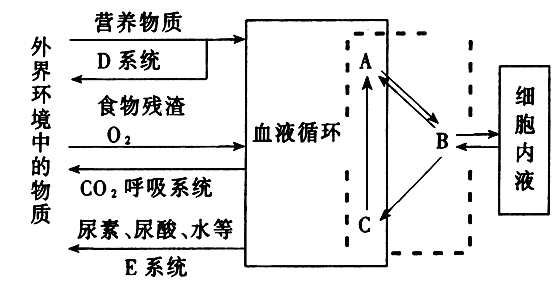 外界环境中的物质
营养物质
D系统
食物残渣
O₂
CO₂呼吸系统
尿素、尿酸、水等
E系统
血液循环
A
B
C
细胞内液